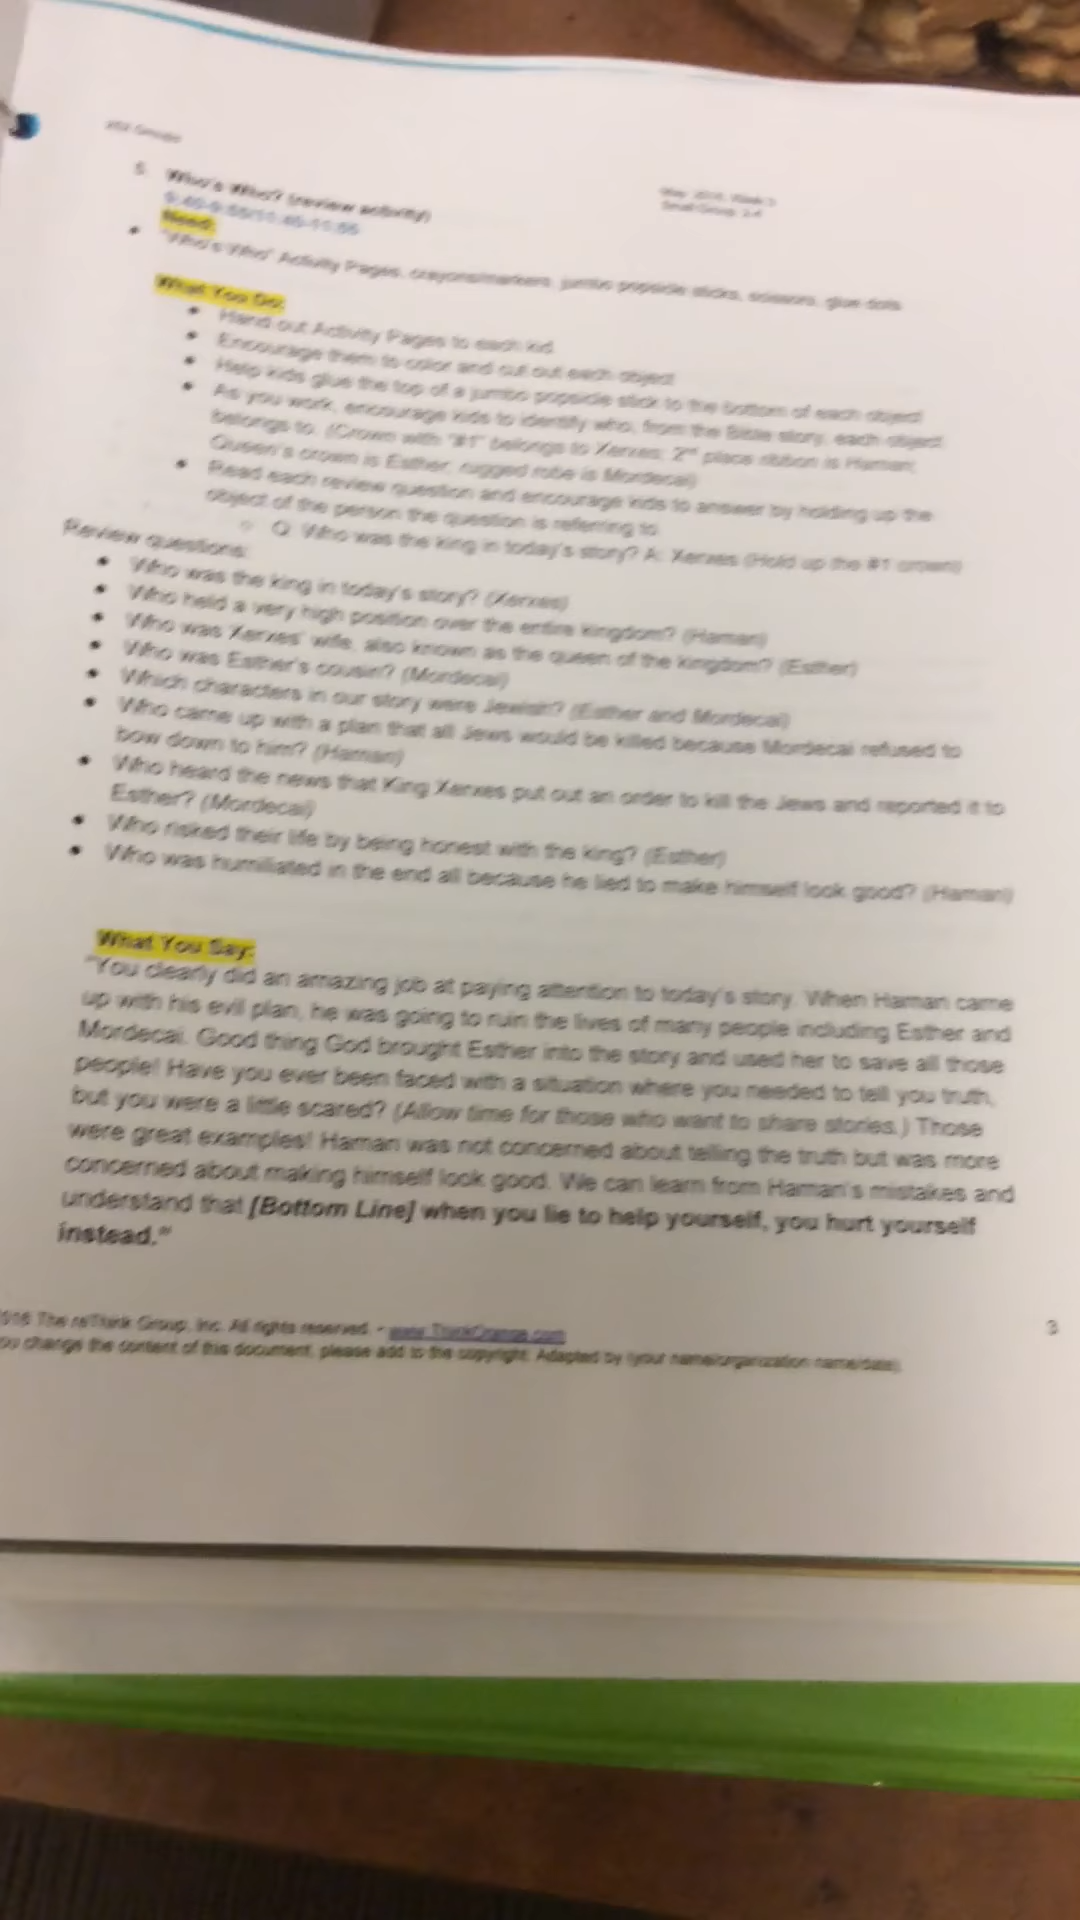 252 Groups
May, 2016, Week 3
Small Group, 2-4
5. Who's Who? (review activity)
9:40-9:55/11:40-11:55
Need:
• "Who's Who" Activity Pages, crayons/markers, jumbo popsicle sticks, scissors, glue dots
What You Do:
• Hand out Activity Pages to each kid
• Encourage them to color and cut out each object
• Help kids glue the top of a jumbo popsicle stick to the bottom of each object
• As you work, encourage kids to identify who, from the Bible story, each object
belongs to. (Crown with "#1" belongs to Xerxes; 2nd place ribbon is Haman;
Queen's crown is Esther; rugged robe is Mordecai)
• Read each review question and encourage kids to answer by holding up the
object of the person the question is referring to.
○ Q: Who was the king in today's story? A: Xerxes (Hold up the #1 crown)
Review questions:
• Who was the king in today's story? (Xerxes)
• Who held a very high position over the entire kingdom? (Haman)
• Who was Xerxes' wife, also known as the queen of the kingdom? (Esther)
• Who was Esther's cousin? (Mordecai)
• Which characters in our story were Jewish? (Esther and Mordecai)
• Who came up with a plan that all Jews would be killed because Mordecai refused to
bow down to him? (Haman)
• Who heard the news that King Xerxes put out an order to kill the Jews and reported it to
Esther? (Mordecai)
• Who risked their life by being honest with the king? (Esther)
• Who was humiliated in the end all because he lied to make himself look good? (Haman)
What You Say:
"You clearly did an amazing job at paying attention to today's story. When Haman came
up with his evil plan, he was going to ruin the lives of many people including Esther and
Mordecai. Good thing God brought Esther into the story and used her to save all those
people! Have you ever been faced with a situation where you needed to tell you truth,
but you were a little scared? (Allow time for those who want to share stories.) Those
were great examples! Haman was not concerned about telling the truth but was more
concerned about making himself look good. We can learn from Haman's mistakes and
understand that [Bottom Line] when you lie to help yourself, you hurt yourself
instead."
016 The reThink Group, Inc. All rights reserved. • www.ThinkOrange.com
3
ou change the content of this document, please add to the copyright: Adapted by (your name/organization name/date).